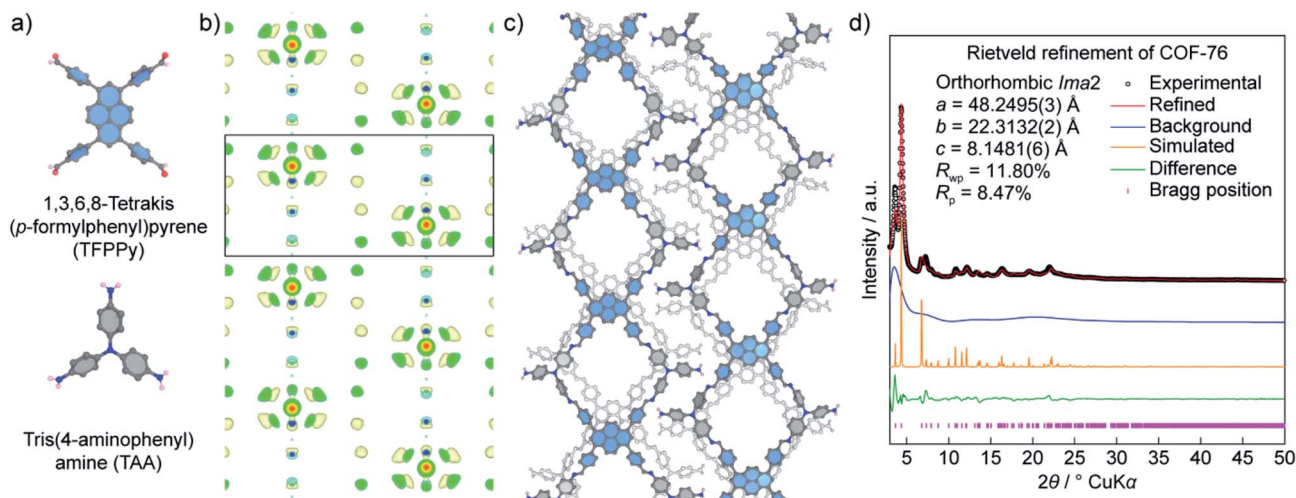 a)
1,3,6,8-Tetrakis
(p-formylphenyl)pyrene
(TFPPy)
Tris(4-aminophenyl)
amine (TAA)
b)
c)
d)
Rietveld refinement of COF-76
Orthorhombic Ima2
a = 48.2495(3) Å
b = 22.3132(2) Å
c = 8.1481(6) Å
Rwp = 11.80%
Rp = 8.47%
Experimental
Refined
Background
Simulated
Difference
Bragg position
Intensity / a.u.
5 10 15 20 25 30 35 40 45 50
2θ / ° CuKα